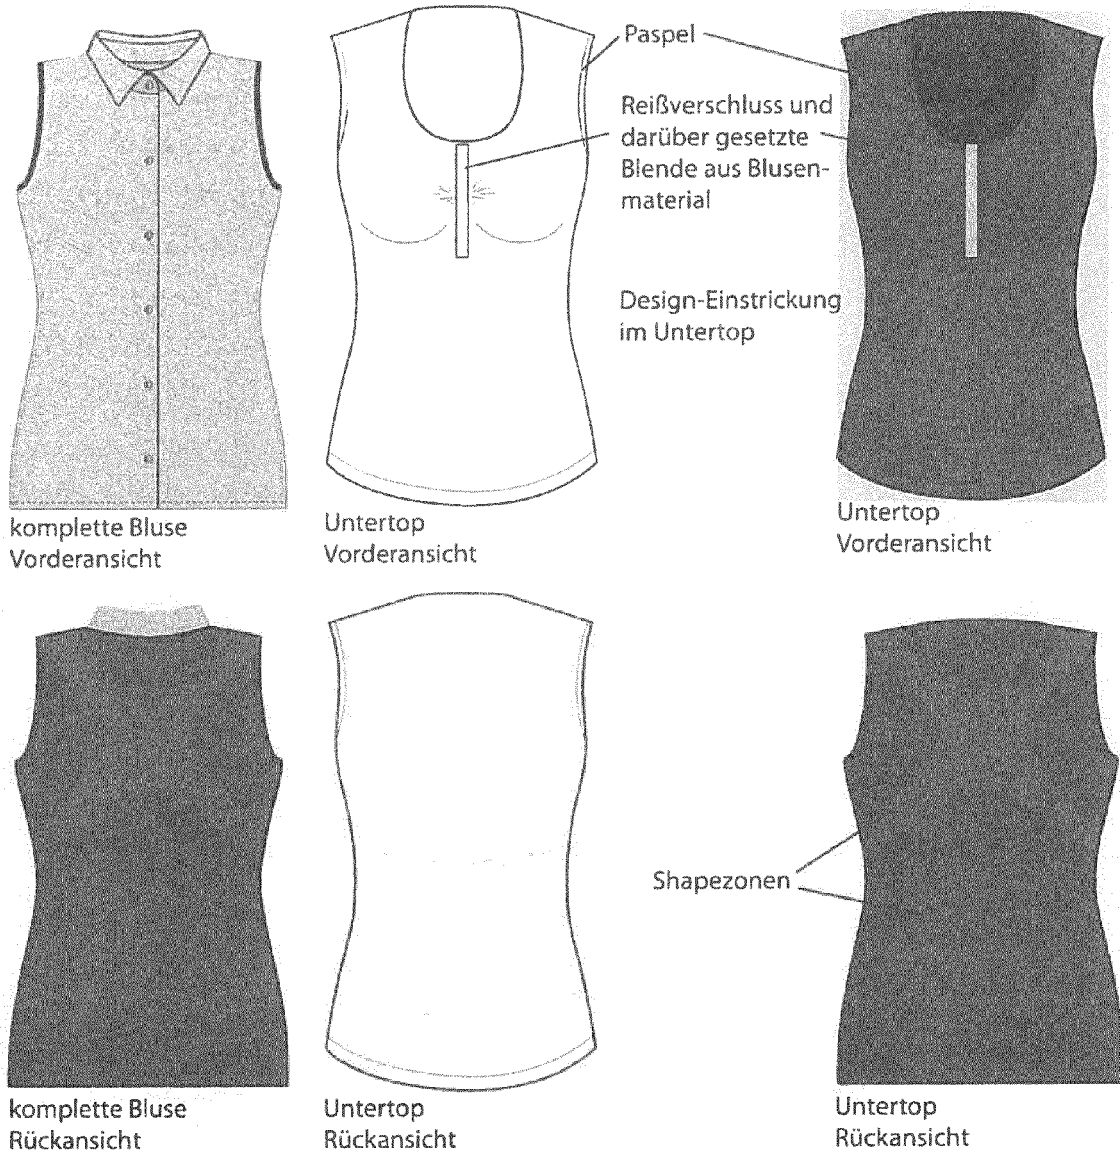 Paspel
Reißverschluss und
darüber gesetzte
Blende aus Blusen-
material
Design-Einstrickung
im Untertop
komplette Bluse
Vorderansicht
Untertop
Vorderansicht
Untertop
Vorderansicht
Shapezonen
komplette Bluse
Rückansicht
Untertop
Rückansicht
Untertop
Rückansicht